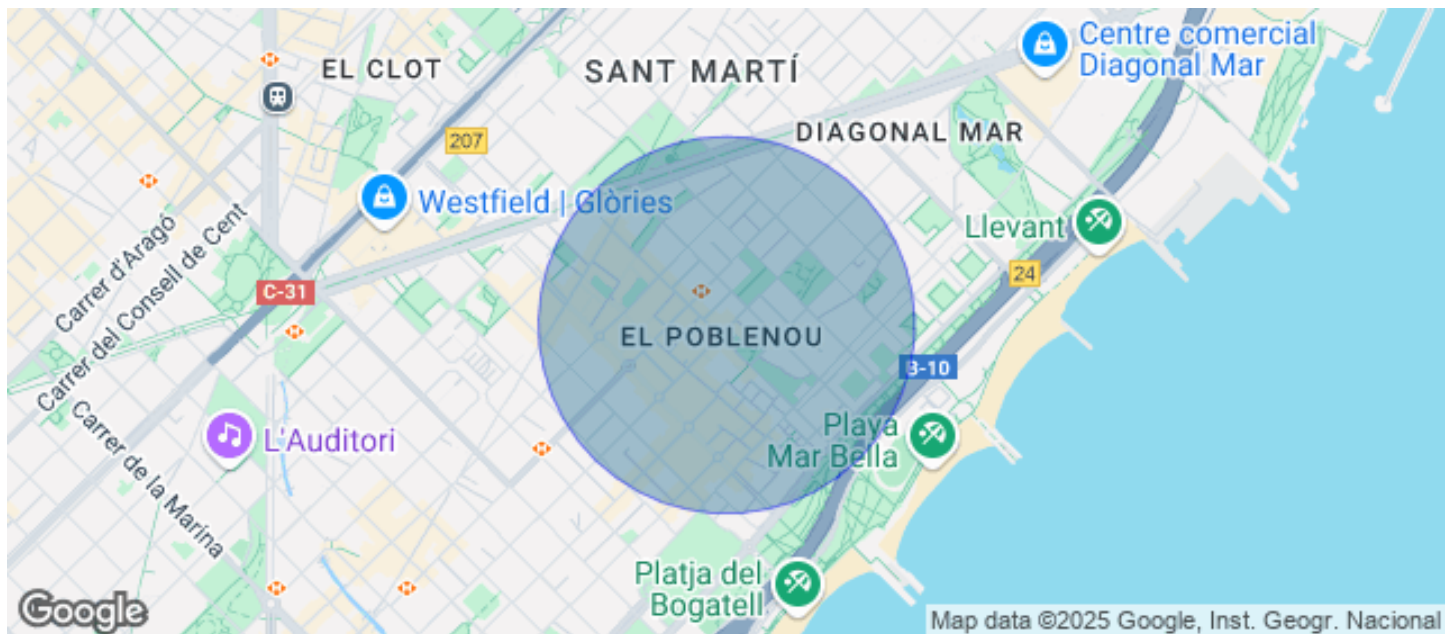 Centre comercial
Diagonal Mar
EL CLOT
SANT MARTÍ
DIAGONAL MAR
207
Westfield | Glòries
Llevant
Carrer d'Aragó
Carrer del Consell de Cent
24
C-31
EL POBLENOU
B-10
Playa
Mar Bella
L'Auditori
Carrer de la Marina
Platja del
Bogatell
Google
Map data ©2025 Google, Inst. Geogr. Nacional